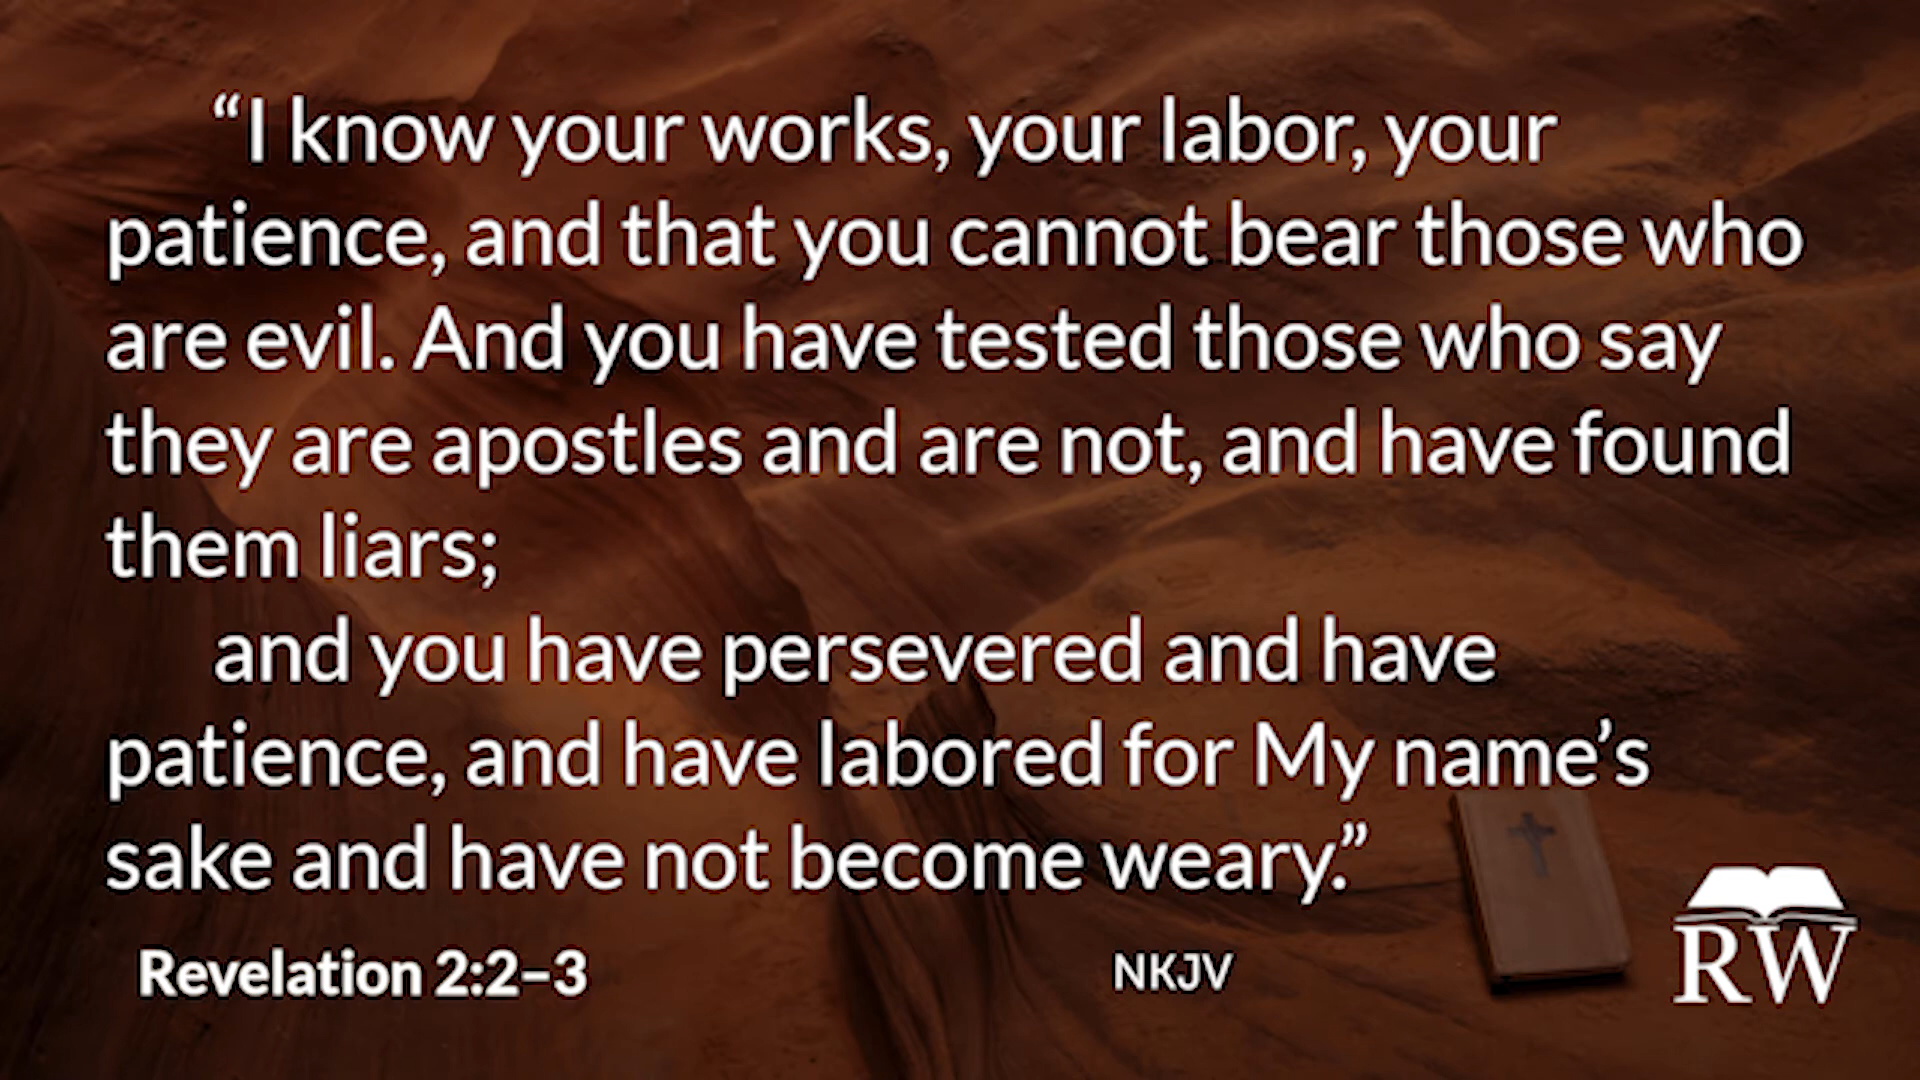 “I know your works, your labor, your
patience, and that you cannot bear those who
are evil. And you have tested those who say
they are apostles and are not, and have found
them liars;
and you have persevered and have
patience, and have labored for My name’s
sake and have not become weary.”
Revelation 2:2–3
NKJV
RW